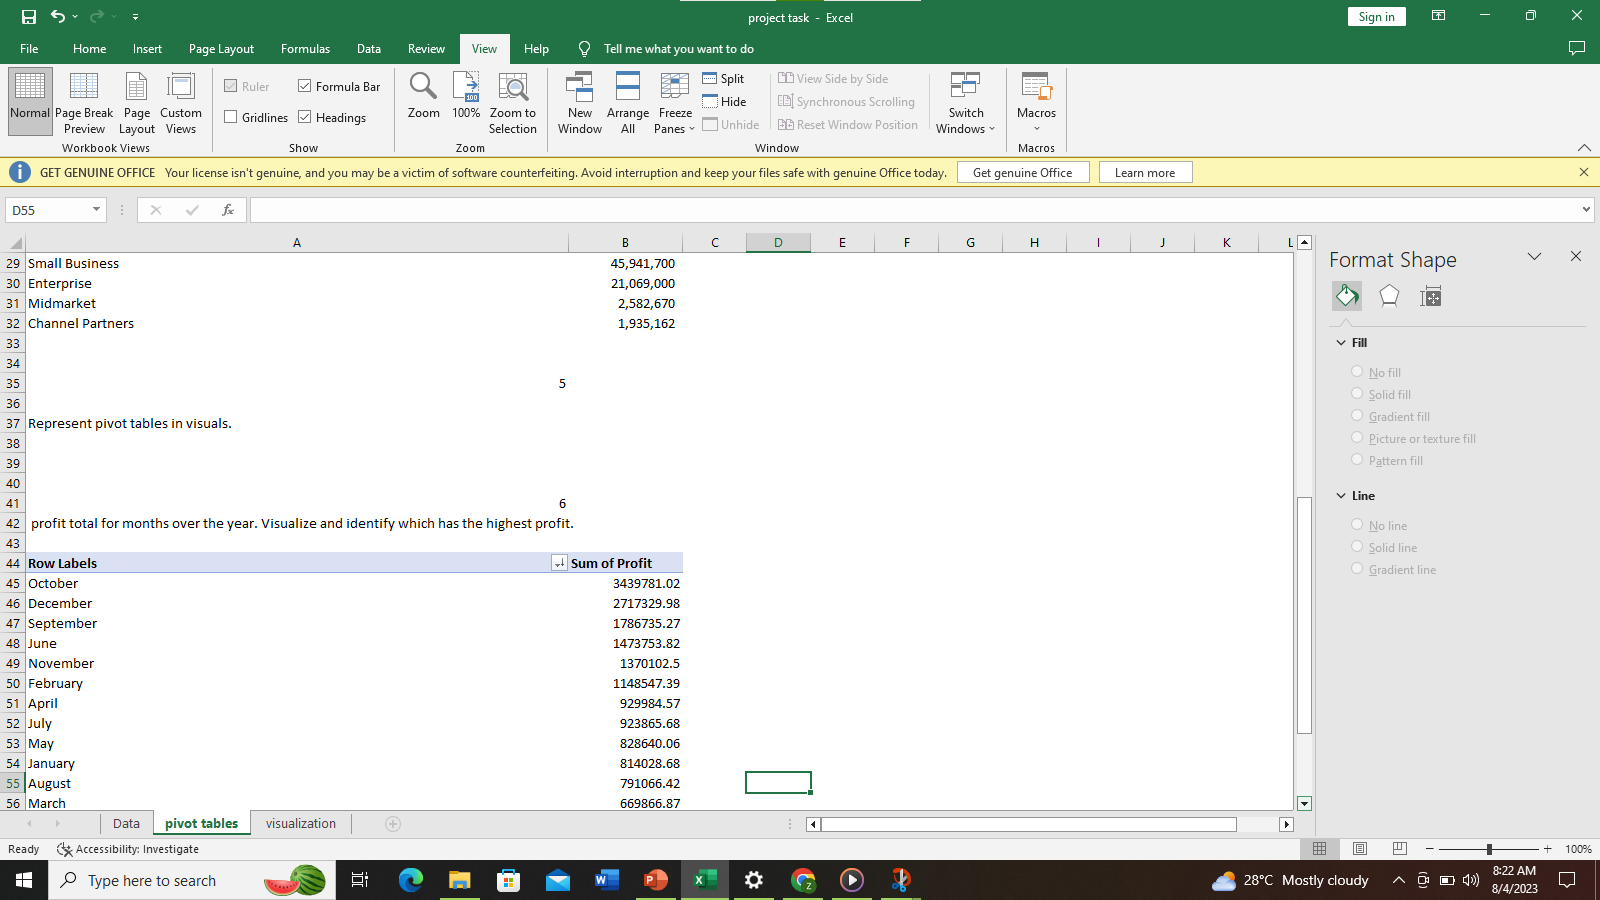 project task - Excel
Sign in
File Home Insert Page Layout Formulas Data Review View Help Tell me what you want to do
Normal
Page Break Preview
Page Layout
Custom Views
Workbook Views
Ruler
Formula Bar
Gridlines
Headings
Show
Zoom
100%
Zoom to Selection
Zoom
New Window
Arrange All
Freeze Panes
Split
Hide
Unhide
View Side by Side
Synchronous Scrolling
Reset Window Position
Window
Switch Windows
Macros
Macros
GET GENUINE OFFICE Your license isn't genuine, and you may be a victim of software counterfeiting. Avoid interruption and keep your files safe with genuine Office today. Get genuine Office Learn more
D55
fx
A B C D E F G H I J K L
29 Small Business 45,941,700
30 Enterprise 21,069,000
31 Midmarket 2,582,670
32 Channel Partners 1,935,162
33
34
35 5
36
37 Represent pivot tables in visuals.
38
39
40
41 6
42 profit total for months over the year. Visualize and identify which has the highest profit.
43
44 Row Labels Sum of Profit
45 October 3439781.02
46 December 2717329.98
47 September 1786735.27
48 June 1473753.82
49 November 1370102.5
50 February 1148547.39
51 April 929984.57
52 July 923865.68
53 May 828640.06
54 January 814028.68
55 August 791066.42
56 March 669866.87
Format Shape
Fill
No fill
Solid fill
Gradient fill
Picture or texture fill
Pattern fill
Line
No line
Solid line
Gradient line
Data pivot tables visualization
Ready Accessibility: Investigate 100%
Type here to search
28°C Mostly cloudy
8:22 AM
8/4/2023